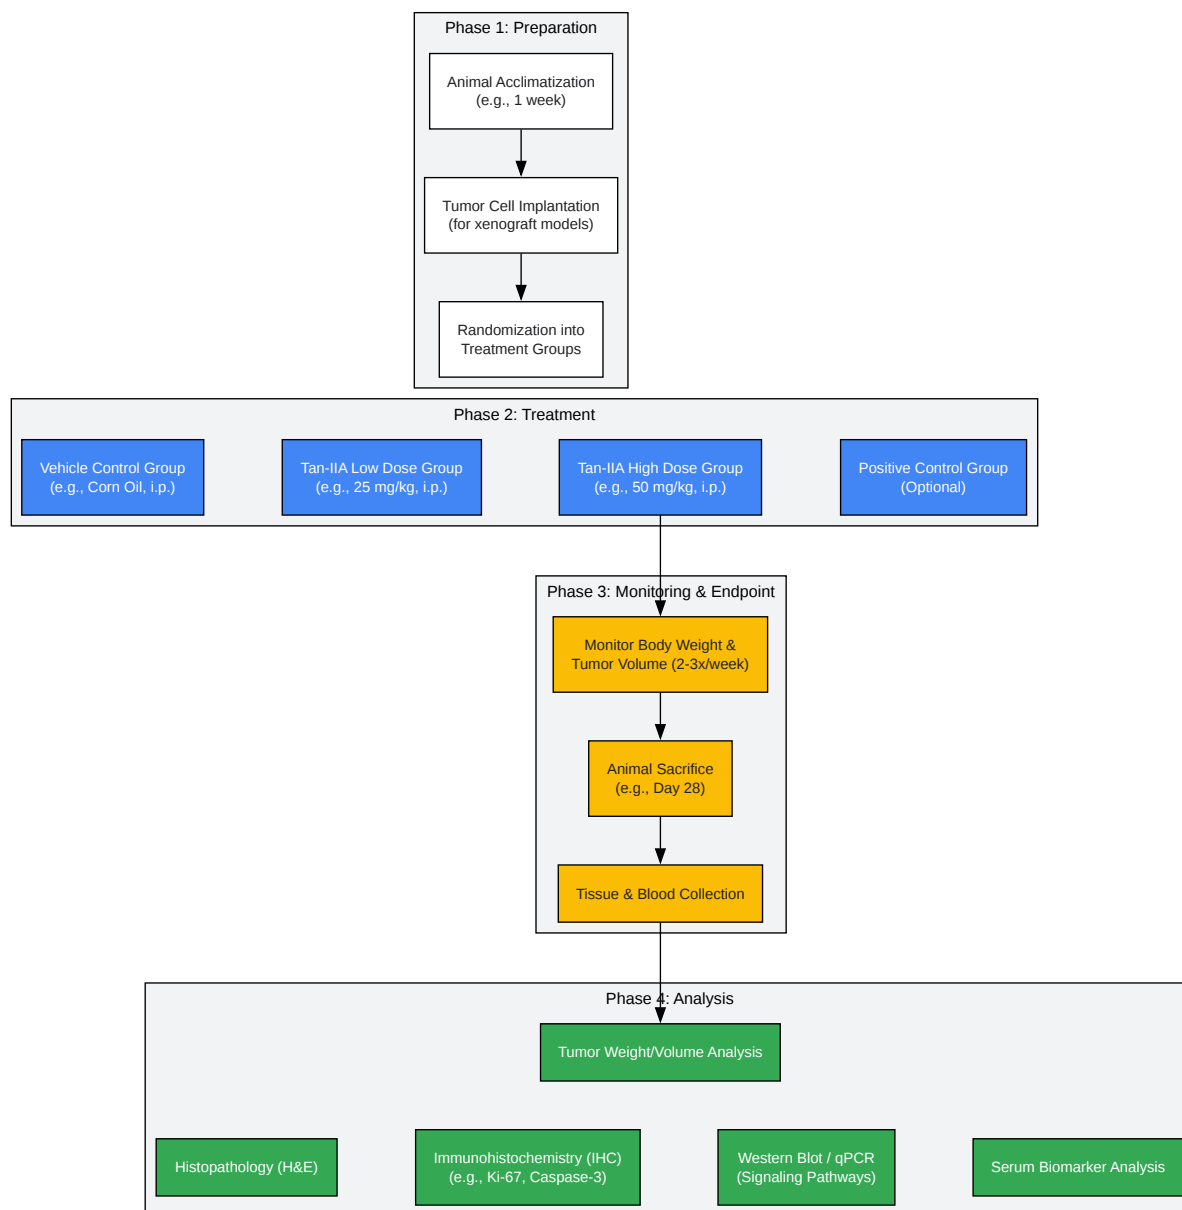 Phase 1: Preparation
Animal Acclimatization
(e.g., 1 week)
Tumor Cell Implantation
(for xenograft models)
Randomization into
Treatment Groups
Phase 2: Treatment
Vehicle Control Group
(e.g., Corn Oil, i.p.)
Tan-IIA Low Dose Group
(e.g., 25 mg/kg, i.p.)
Tan-IIA High Dose Group
(e.g., 50 mg/kg, i.p.)
Positive Control Group
(Optional)
Phase 3: Monitoring & Endpoint
Monitor Body Weight &
Tumor Volume (2-3x/week)
Animal Sacrifice
(e.g., Day 28)
Tissue & Blood Collection
Phase 4: Analysis
Tumor Weight/Volume Analysis
Histopathology (H&E)
Immunohistochemistry (IHC)
(e.g., Ki-67, Caspase-3)
Western Blot / qPCR
(Signaling Pathways)
Serum Biomarker Analysis